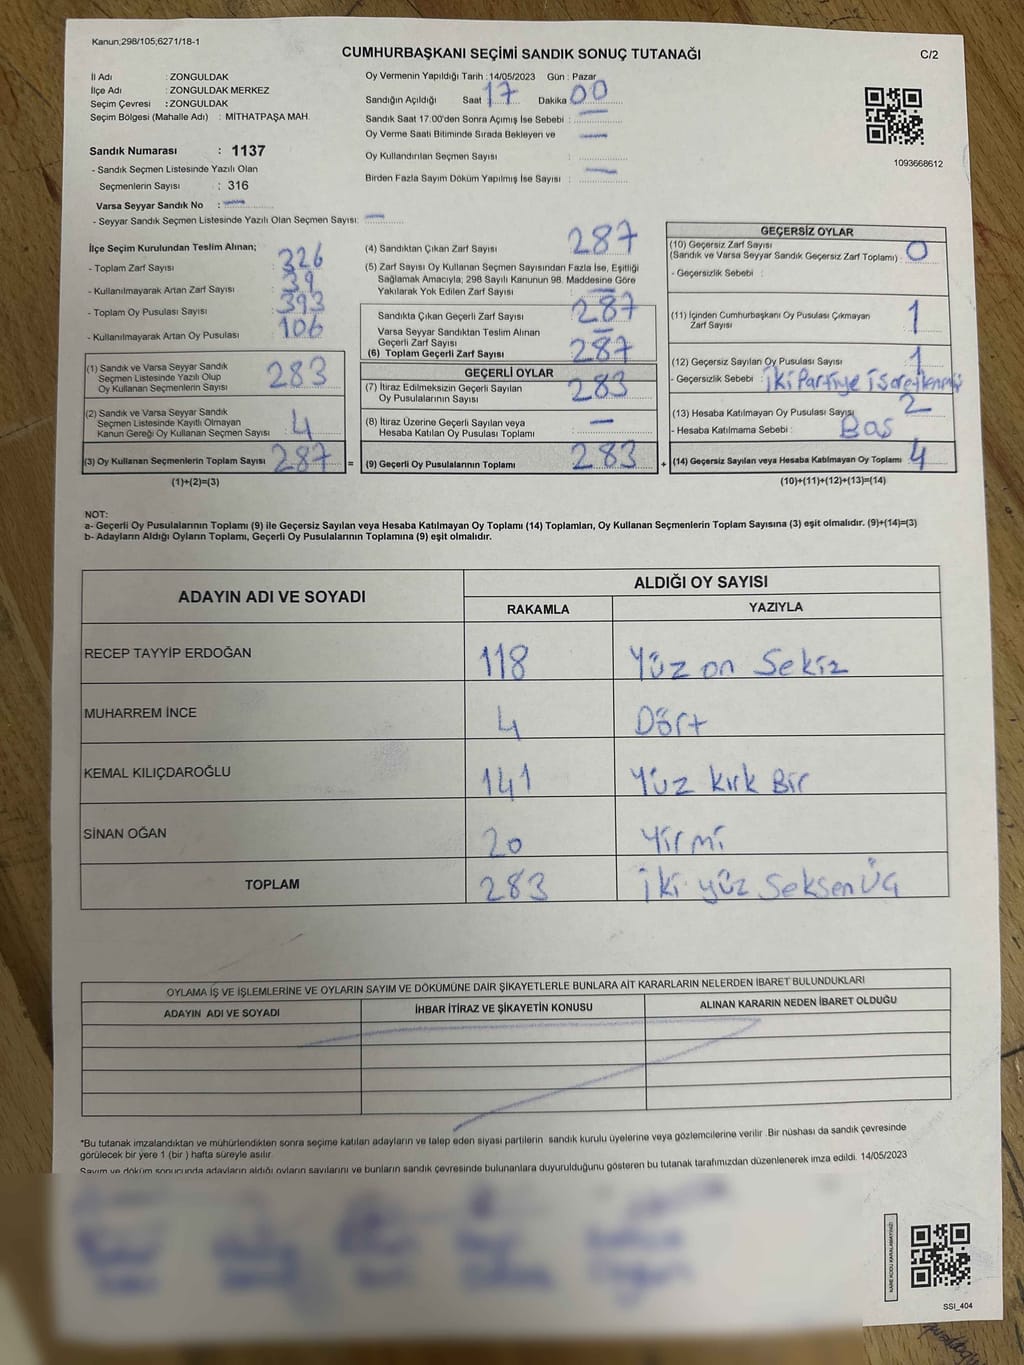 Kanun,298/105,6271/18-1
CUMHURBAŞKANI SEÇİMİ SANDIK SONUÇ TUTANAĞI
C/2
İl Adı : ZONGULDAK
İlçe Adı : ZONGULDAK MERKEZ
Seçim Çevresi : ZONGULDAK
Seçim Bölgesi (Mahalle Adı) : MİTHATPAŞA MAH.
Sandık Numarası : 1137
- Sandık Seçmen Listesinde Yazılı Olan
Seçmenlerin Sayısı : 316
Varsa Seyyar Sandık No : —
- Seyyar Sandık Seçmen Listesinde Yazılı Olan Seçmen Sayısı: —
Oy Vermenin Yapıldığı Tarih : 14/05/2023 Gün : Pazar
Sandığın Açıldığı Saat 17 Dakika 00
Sandık Saat 17:00'den Sonra Açımış İse Sebebi : —
Oy Verme Saati Bitiminde Sırada Bekleyen ve —
Oy Kullandırılan Seçmen Sayısı :
Birden Fazla Sayım Döküm Yapılmış İse Sayısı : —
1093668612
İlçe Seçim Kurulundan Teslim Alınan;
- Toplam Zarf Sayısı : 326
- Kullanılmayarak Artan Zarf Sayısı : 39
- Toplam Oy Pusulası Sayısı : 393
- Kullanılmayarak Artan Oy Pusulası : 106
(1) Sandık ve Varsa Seyyar Sandık
Seçmen Listesinde Yazılı Olup
Oy Kullanan Seçmenlerin Sayısı : 283
(2) Sandık ve Varsa Seyyar Sandık
Seçmen Listesinde Kayıtlı Olmayan
Kanun Gereği Oy Kullanan Seçmen Sayısı : 4
(3) Oy Kullanan Seçmenlerin Toplam Sayısı : 287 =
(1)+(2)=(3)
(4) Sandıktan Çıkan Zarf Sayısı : 287
(5) Zarf Sayısı Oy Kullanan Seçmen Sayısından Fazla İse, Eşitliği
Sağlamak Amacıyla, 298 Sayılı Kanunun 98. Maddesine Göre
Yakılarak Yok Edilen Zarf Sayısı : —
Sandıkta Çıkan Geçerli Zarf Sayısı : 287
Varsa Seyyar Sandıktan Teslim Alınan
Geçerli Zarf Sayısı : —
(6) Toplam Geçerli Zarf Sayısı : 287
GEÇERLİ OYLAR
(7) İtiraz Edilmeksizin Geçerli Sayılan
Oy Pusulalarının Sayısı : 283
(8) İtiraz Üzerine Geçerli Sayılan veya
Hesaba Katılan Oy Pusulası Toplamı : —
(9) Geçerli Oy Pusulalarının Toplamı : 283 +
GEÇERSİZ OYLAR
(10) Geçersiz Zarf Sayısı
(Sandık ve Varsa Seyyar Sandık Geçersiz Zarf Toplamı) : 0
- Geçersizlik Sebebi :
(11) İçinden Cumhurbaşkanı Oy Pusulası Çıkmayan
Zarf Sayısı : 1
(12) Geçersiz Sayılan Oy Pusulası Sayısı : 1
- Geçersizlik Sebebi : iki Partiye
(13) Hesaba Katılmayan Oy Pusulası Sayısı : 2
- Hesaba Katılmama Sebebi : Boş
(14) Geçersiz Sayılan veya Hesaba Katılmayan Oy Toplamı : 4
(10)+(11)+(12)+(13)=(14)
NOT:
a- Geçerli Oy Pusulalarının Toplamı (9) ile Geçersiz Sayılan veya Hesaba Katılmayan Oy Toplamı (14) Toplamları, Oy Kullanan Seçmenlerin Toplam Sayısına (3) eşit olmalıdır. (9)+(14)=(3)
b- Adayların Aldığı Oyların Toplamı, Geçerli Oy Pusulalarının Toplamına (9) eşit olmalıdır.
ADAYIN ADI VE SOYADI
ALDIĞI OY SAYISI
RAKAMLA YAZIYLA
RECEP TAYYİP ERDOĞAN 118 Yüz on Sekiz
MUHARREM İNCE 4 Dört
KEMAL KILIÇDAROĞLU 141 Yüz kırk Bir
SİNAN OĞAN 20 Yirmi
TOPLAM 283 iki yüz Seksen Üç
OYLAMA İŞ VE İŞLEMLERİNE VE OYLARIN SAYIM VE DÖKÜMÜNE DAİR ŞİKAYETLERLE BUNLARA AİT KARARLARIN NELERDEN İBARET BULUNDUKLARI
ADAYIN ADI VE SOYADI İHBAR İTİRAZ VE ŞİKAYETİN KONUSU ALINAN KARARIN NEDEN İBARET OLDUĞU
*Bu tutanak imzalandıktan ve mühürlendikten sonra seçime katılan adayların ve talep eden siyasi partilerin sandık kurulu üyelerine veya gözlemcilerine verilir. Bir nüshası da sandık çevresinde
görülecek bir yere 1 (bir) hafta süreyle asılır.
Sayım ve döküm sonucunda adayların aldığı oyların sayılarını ve bunların sandık çevresinde bulunanlara duyurulduğunu gösteren bu tutanak tarafımızdan düzenlenerek imza edildi. 14/05/2023
KARE KODU KARALAMAYINIZ!
SSI_404